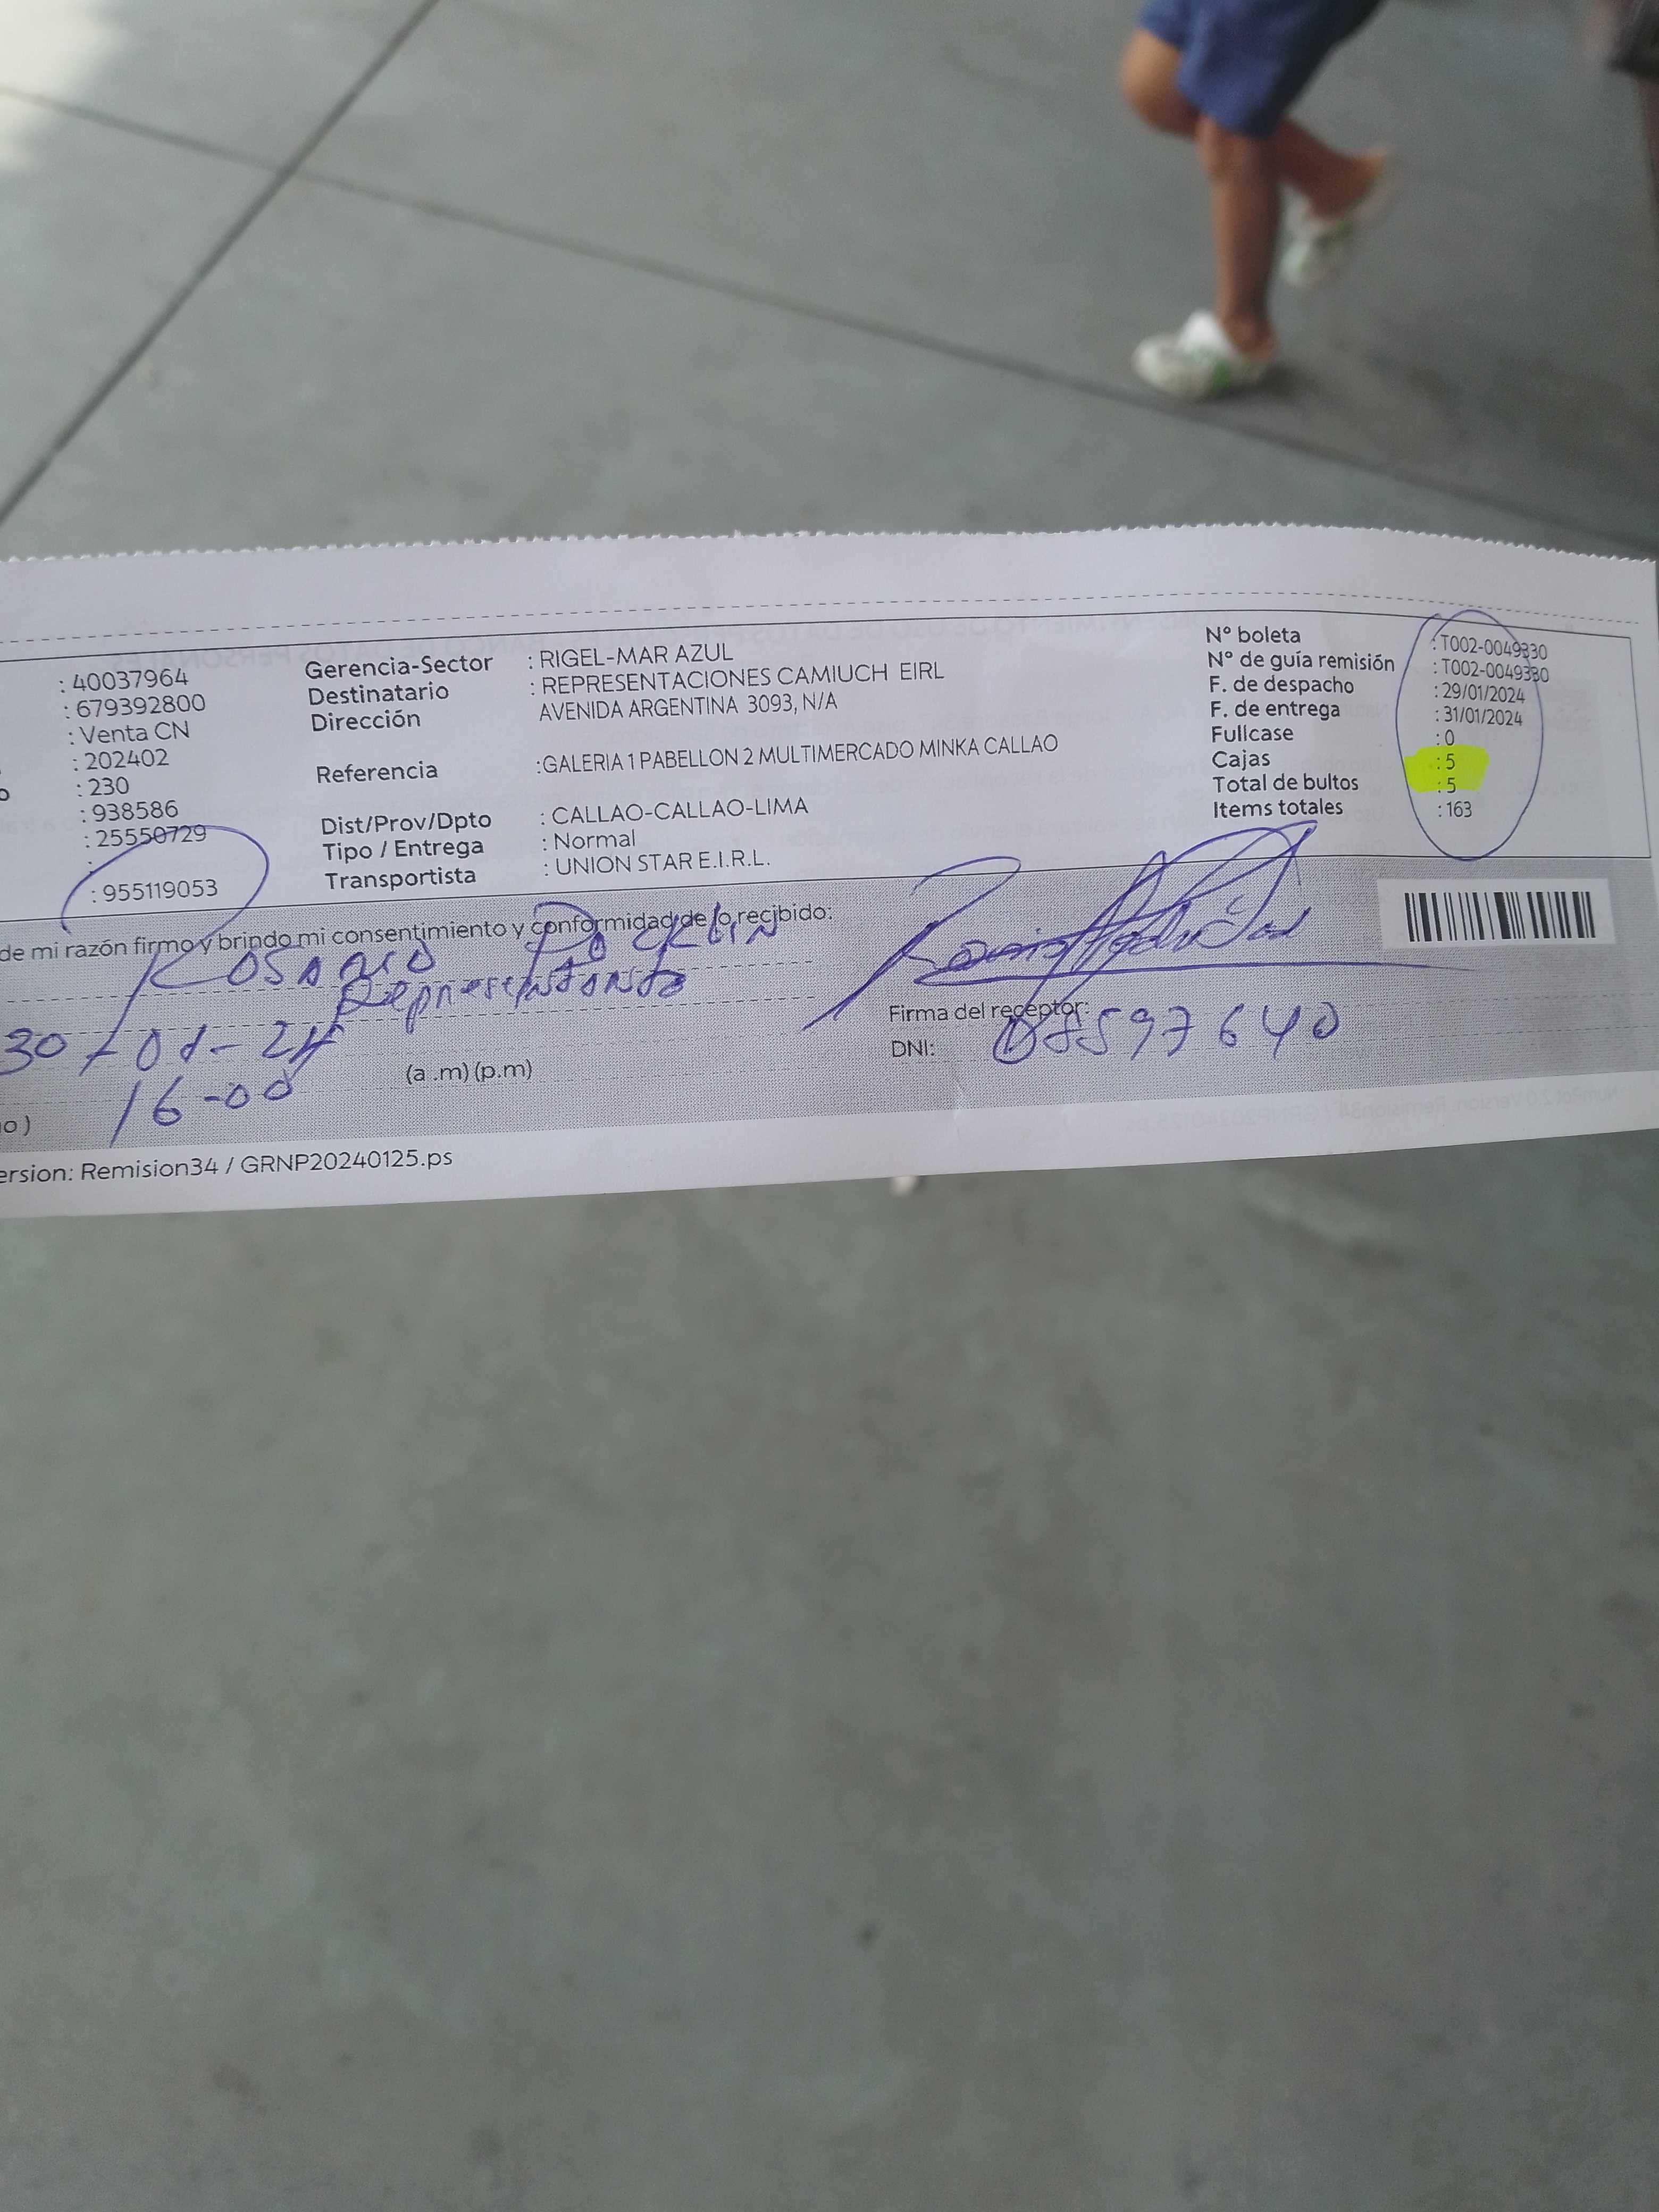 : 40037964
: 679392800
: Venta CN
: 202402
: 230
: 938586
: 25550729
:
: 955119053
Gerencia-Sector : RIGEL-MAR AZUL
Destinatario : REPRESENTACIONES CAMIUCH EIRL
Dirección AVENIDA ARGENTINA 3093, N/A
Referencia :GALERIA 1 PABELLON 2 MULTIMERCADO MINKA CALLAO
Dist/Prov/Dpto : CALLAO-CALLAO-LIMA
Tipo / Entrega : Normal
Transportista : UNION STAR E.I.R.L.
N° boleta : T002-0049330
N° de guía remisión : T002-0049330
F. de despacho : 29/01/2024
F. de entrega : 31/01/2024
Fullcase : 0
Cajas : 5
Total de bultos : 5
Items totales : 163
de mi razón firmo y brindo mi consentimiento y conformidad de lo recibido:
Rosario
30-01-24
16-00
(a .m) (p.m)
Firma del receptor:
DNI: 08597640
o )
ersion: Remision34 / GRNP20240125.ps